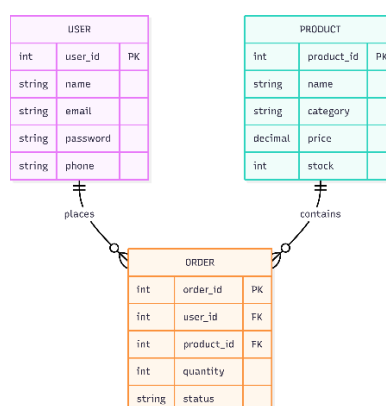 USER
int user_id PK
string name
string email
string password
string phone
PRODUCT
int product_id PK
string name
string category
decimal price
int stock
places
contains
ORDER
int order_id PK
int user_id FK
int product_id FK
int quantity
string status